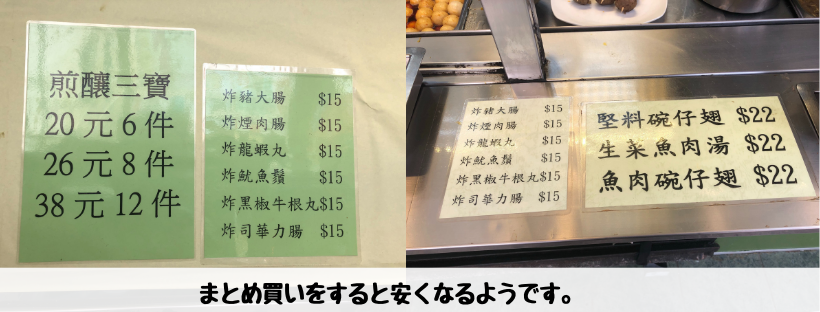 煎釀三寶
20元6件
26元8件
38元12件
炸豬大腸 $15
炸煙肉腸 $15
炸龍蝦丸 $15
炸魷魚鬚 $15
炸黑椒牛根丸$15
炸司華力腸 $15
炸豬大腸 $15
炸煙肉腸 $15
炸龍蝦丸 $15
炸魷魚鬚 $15
炸黑椒牛根丸$15
炸司華力腸 $15
堅料碗仔翅 $22
生菜魚肉湯 $22
魚肉碗仔翅 $22
まとめ買いをすると安くなるようです。